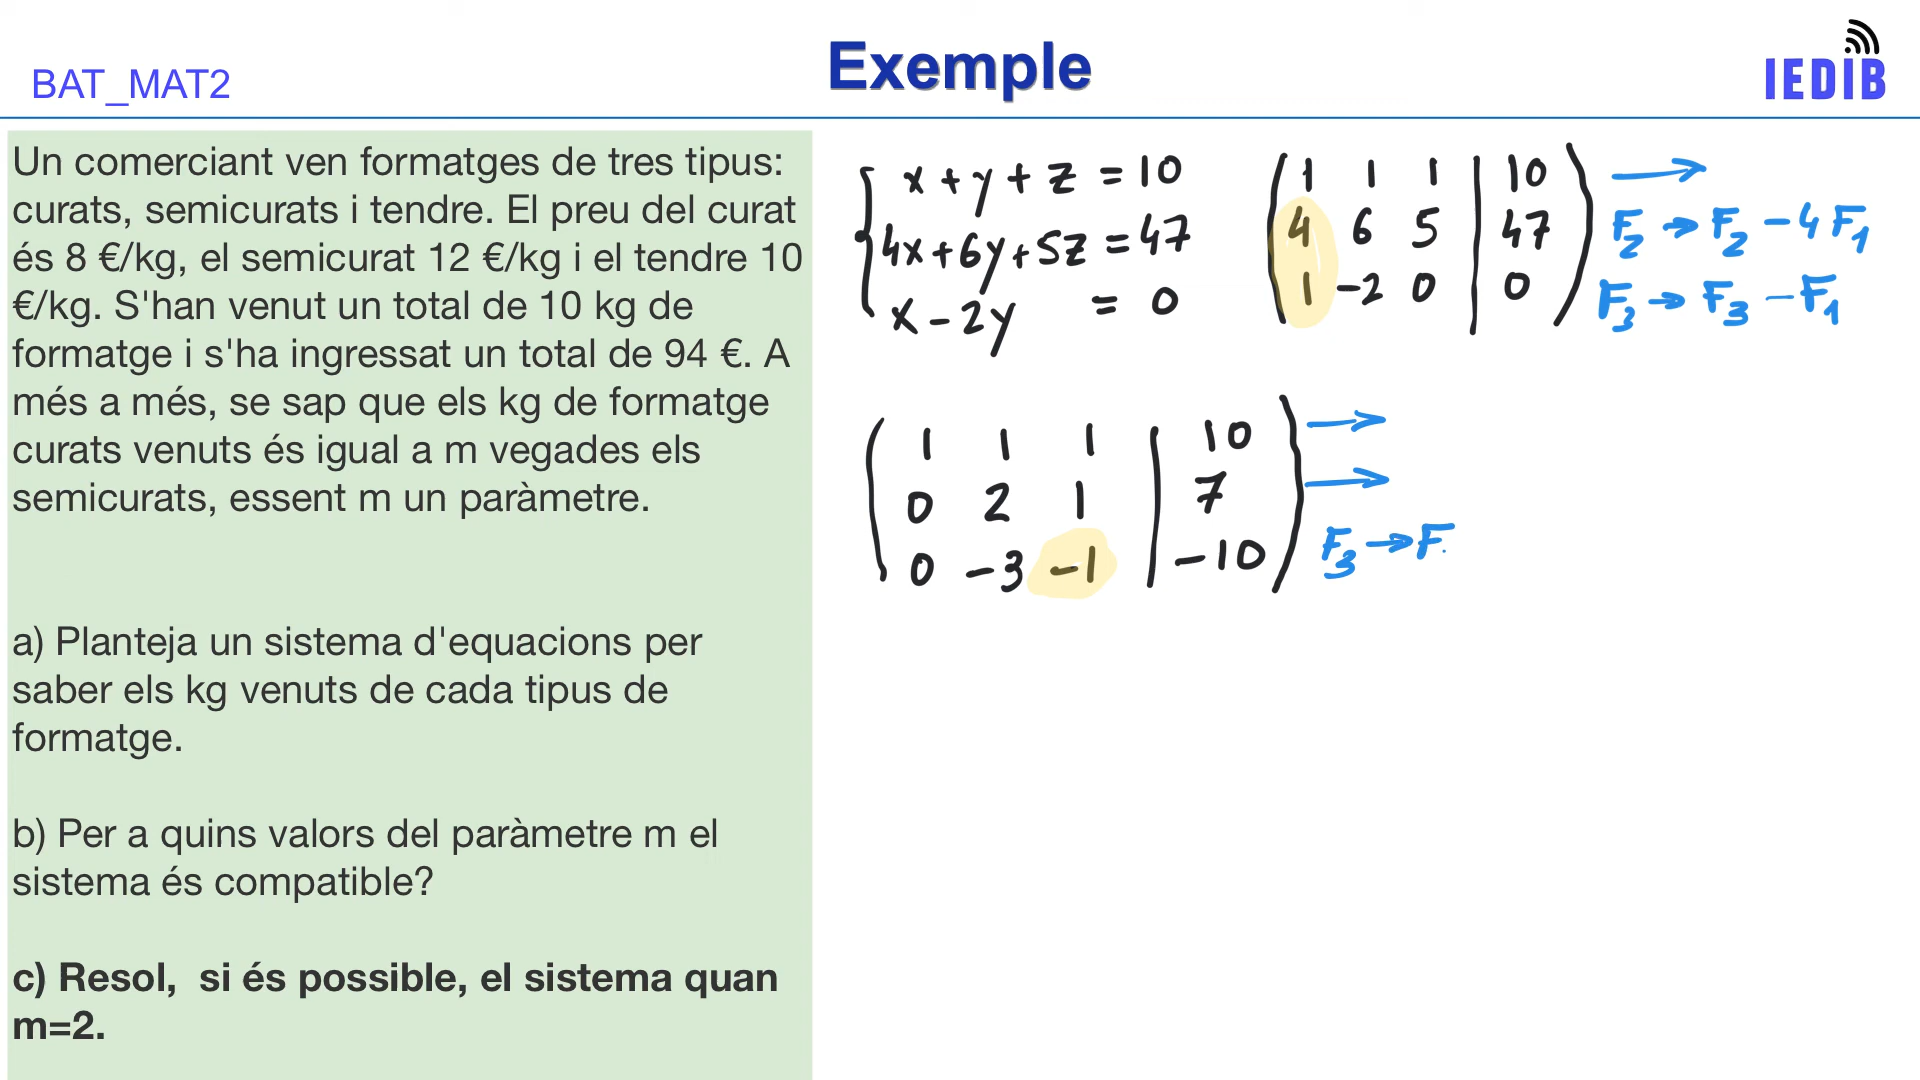 BAT_MAT2
Exemple
IEDIB
Un comerciant ven formatges de tres tipus:
curats, semicurats i tendre. El preu del curat
és 8 €/kg, el semicurat 12 €/kg i el tendre 10
€/kg. S'han venut un total de 10 kg de
formatge i s'ha ingressat un total de 94 €. A
més a més, se sap que els kg de formatge
curats venuts és igual a m vegades els
semicurats, essent m un paràmetre.
a) Planteja un sistema d'equacions per
saber els kg venuts de cada tipus de
formatge.
b) Per a quins valors del paràmetre m el
sistema és compatible?
c) Resol,  si és possible, el sistema quan
m=2.
x + y + z = 10
4x + 6y + 5z = 47
x - 2y = 0
1 1 1 | 10 →
4 6 5 | 47 F₂ → F₂ - 4 F₁
1 -2 0 | 0 F₃ → F₃ - F₁
1 1 1 | 10 →
0 2 1 | 7 →
0 -3 -1 | -10 F₃ → F